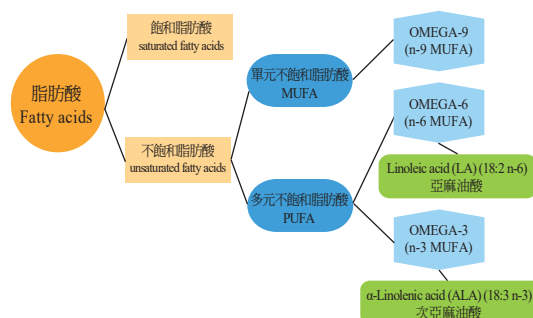 脂肪酸
Fatty acids
飽和脂肪酸
saturated fatty acids
不飽和脂肪酸
unsaturated fatty acids
單元不飽和脂肪酸
MUFA
多元不飽和脂肪酸
PUFA
OMEGA-9
(n-9 MUFA)
OMEGA-6
(n-6 MUFA)
Linoleic acid (LA) (18:2 n-6)
亞麻油酸
OMEGA-3
(n-3 MUFA)
α-Linolenic acid (ALA) (18:3 n-3)
次亞麻油酸